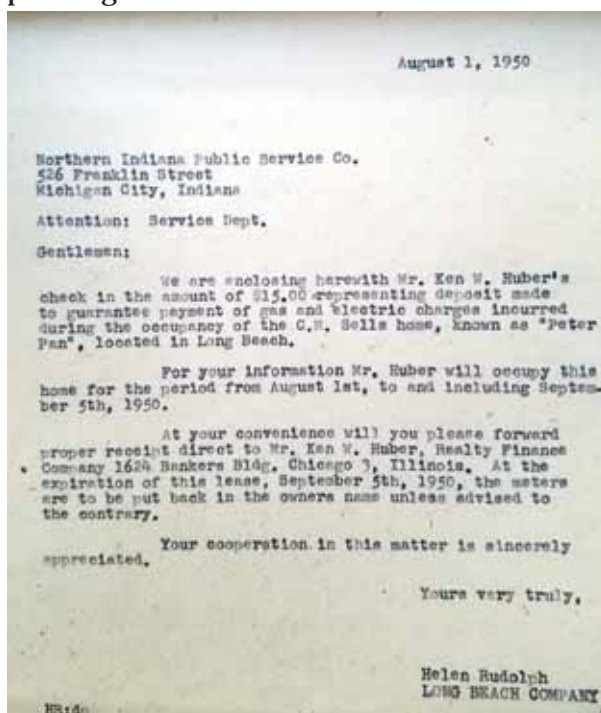 August 1, 1950
Northern Indiana Public Service Co.
526 Franklin Street
Michigan City, Indiana
Attention: Service Dept.
Gentlemen:
We are enclosing herewith Mr. Ken W. Huber's
check in the amount of $15.00 representing deposit made
to guarantee payment of gas and electric charges incurred
during the occupancy of the Sells home, known as "Peter
Pan", located in Long Beach.
For your information Mr. Huber will occupy this
home for the period from August 1st, to and including Septem-
ber 5th, 1950.
At your convenience will you please forward
proper receipt direct to Mr. Ken W. Huber, Realty Finance
Company 1624 Bankers Bldg. Chicago 3, Illinois. At the
expiration of this lease, September 5th, 1950, the meters
are to be put back in the owners name unless advised to
the contrary.
Your cooperation in this matter is sincerely
appreciated.
Yours very truly,
Helen Rudolph
LONG BEACH COMPANY